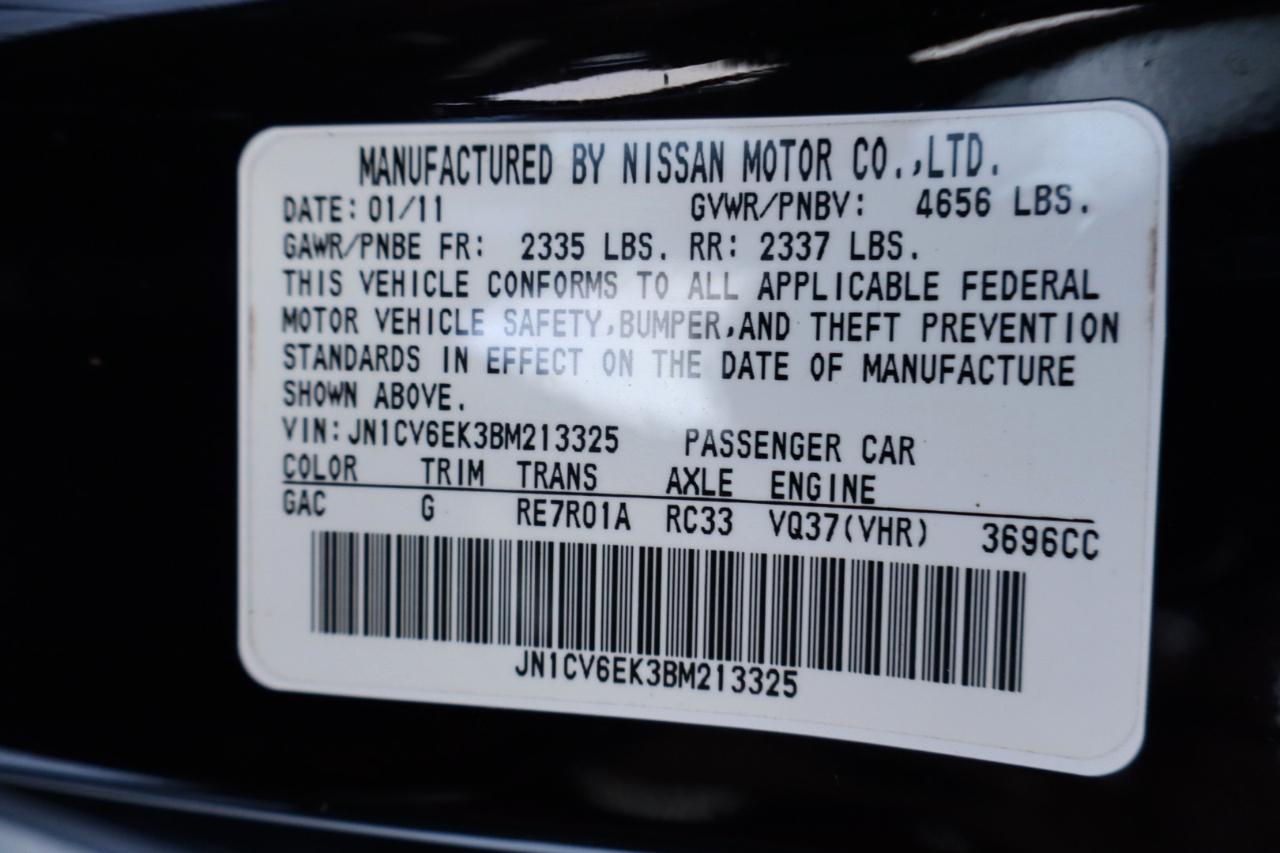 MANUFACTURED BY NISSAN MOTOR CO.,LTD.
DATE: 01/11 GVWR/PNBV: 4656 LBS.
GAWR/PNBE FR: 2335 LBS. RR: 2337 LBS.
THIS VEHICLE CONFORMS TO ALL APPLICABLE FEDERAL
MOTOR VEHICLE SAFETY,BUMPER,AND THEFT PREVENTION
STANDARDS IN EFFECT ON THE DATE OF MANUFACTURE
SHOWN ABOVE.
VIN:JN1CV6EK3BM213325 PASSENGER CAR
COLOR TRIM TRANS AXLE ENGINE
GAC G RE7R01A RC33 VQ37(VHR) 3696CC
JN1CV6EK3BM213325